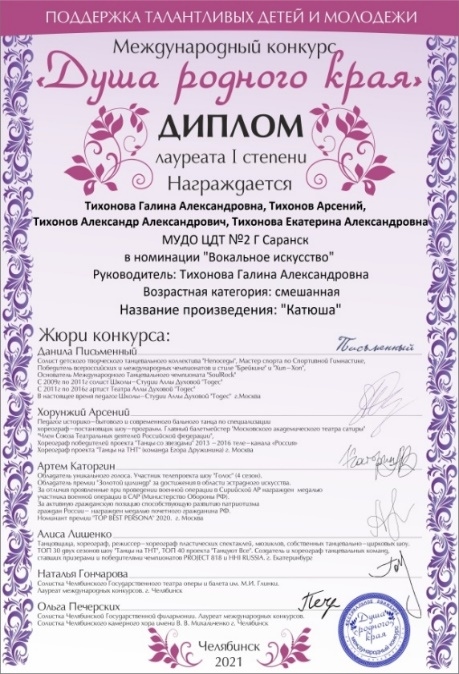 ПОДДЕРЖКА ТАЛАНТЛИВЫХ ДЕТЕЙ И МОЛОДЕЖИ
Международный конкурс
«Душа родного края»
ДИПЛОМ
лауреата I степени
Награждается
Тихонова Галина Александровна, Тихонов Арсений,
Тихонов Александр Александрович, Тихонова Екатерина Александровна
МУДО ЦДТ №2 Г Саранск
в номинации "Вокальное искусство"
Руководитель: Тихонова Галина Александровна
Возрастная категория: смешанная
Название произведения: "Катюша"
Жюри конкурса:
Данила Письменный
Письменный
Солист детского творческого танцевального коллектива "Непоседы", Мастер спорта по Спортивной Гимнастике,
Победитель всероссийских и международных чемпионатов в стиле "Брейкинг" и "Хип-Хоп",
Основатель Международного Танцевального чемпионата "SoulRock"
С 2009г по 2011г солист Школы-Студии Аллы Духовой "Тодес"
С 2011г по 2016г артист Театра Аллы Духовой "Тодес"
В настоящее время педагог Школы-Студии Аллы Духовой "Тодес" г.Москва
Хорунжий Арсений
Педагог историко-бытового и современного бального танца по специализации
хореограф-постановщик шоу-программ. Главный балетмейстер "Московского академического театра сатиры"
"Член Союза Театральных деятелей Российской федерации".
Хореограф победителей проекта "Танцы со звездами" 2013 - 2016 теле-канала «Россия»
Хореограф проекта "Танцы на ТНТ" команда Егора Дружинина г. Москва
Артем Каторгин
Обладатель уникального голоса. Участник телепроекта шоу "Голос" (4 сезон).
Обладатель премии "Золотой цилиндр" за достижения в области эстрадного искусства.
За отличия проявленные при проведении военной операции в Сирийской АР награжден медалью
участника военной операции в САР (Министерство Обороны РФ).
За активную гражданскую позицию способствующую развитию патриотизма
граждан России - награжден медалью почетного гражданина РФ.
Номинант премии "TOP BEST PERSONA" 2020. г. Москва
Алиса Лишенко
Танцовщица, хореограф, режиссер-хореограф пластических спектаклей, мюзиклов, собственных танцевально-цирковых шоу.
ТОП 30 двух сезонов шоу "Танцы на ТНТ", ТОП 40 проекта "Танцуют Все". Создатель и хореограф танцевальных команд,
ставших призерами и победителями чемпионатов PROJECT 818 и HHI RUSSIA. г. Екатеринбург
Наталья Гончарова
Солистка Челябинского Государственного театра оперы и балета им. М.И. Глинки.
Лауреат международных конкурсов. г. Челябинск
Ольга Печерских
Солистка Челябинской Государственной филармонии. Лауреат международных конкурсов.
Солистка Челябинского камерного хора имени В. В. Михальченко г. Челябинск
Душа
родного
края
Челябинск
2021